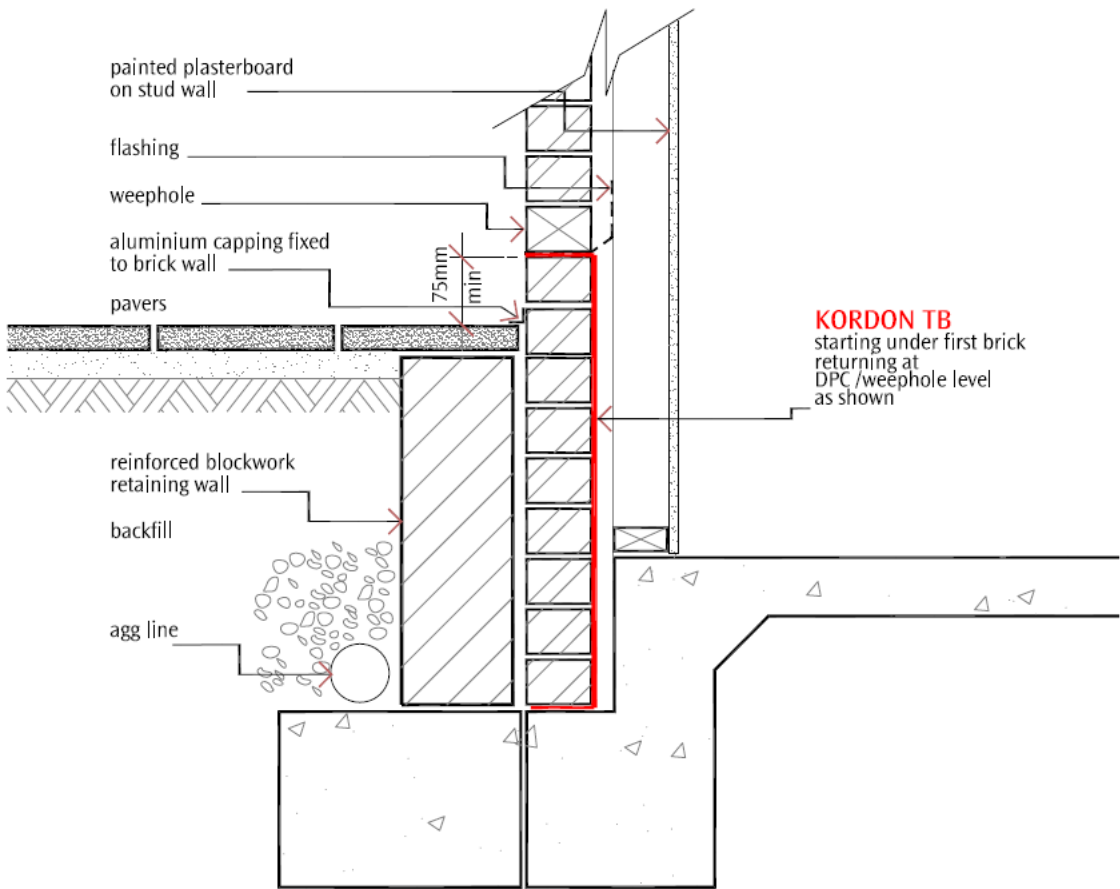 painted plasterboard
on stud wall
flashing
weephole
aluminium capping fixed
to brick wall
pavers
75mm
min
KORDON TB
starting under first brick
returning at
DPC /weephole level
as shown
reinforced blockwork
retaining wall
backfill
agg line